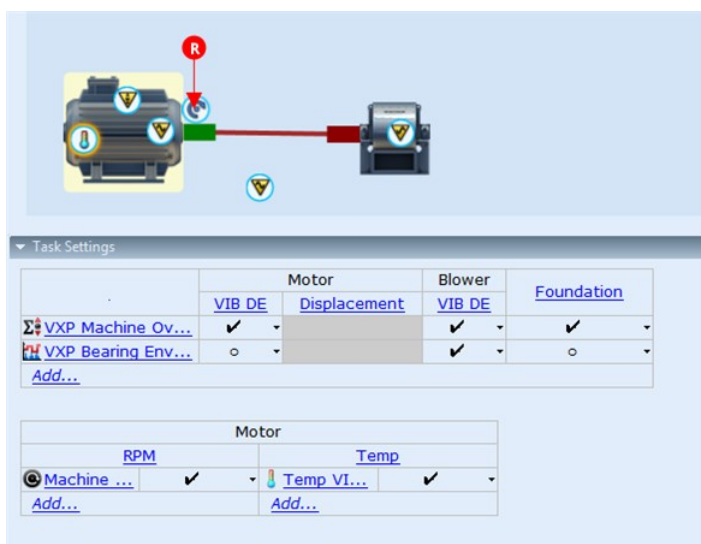 R
Task Settings
Motor Blower Foundation
VIB DE Displacement VIB DE
VXP Machine Ov...
VXP Bearing Env...
Add...
Motor
RPM Temp
Machine ... Temp VI...
Add... Add...